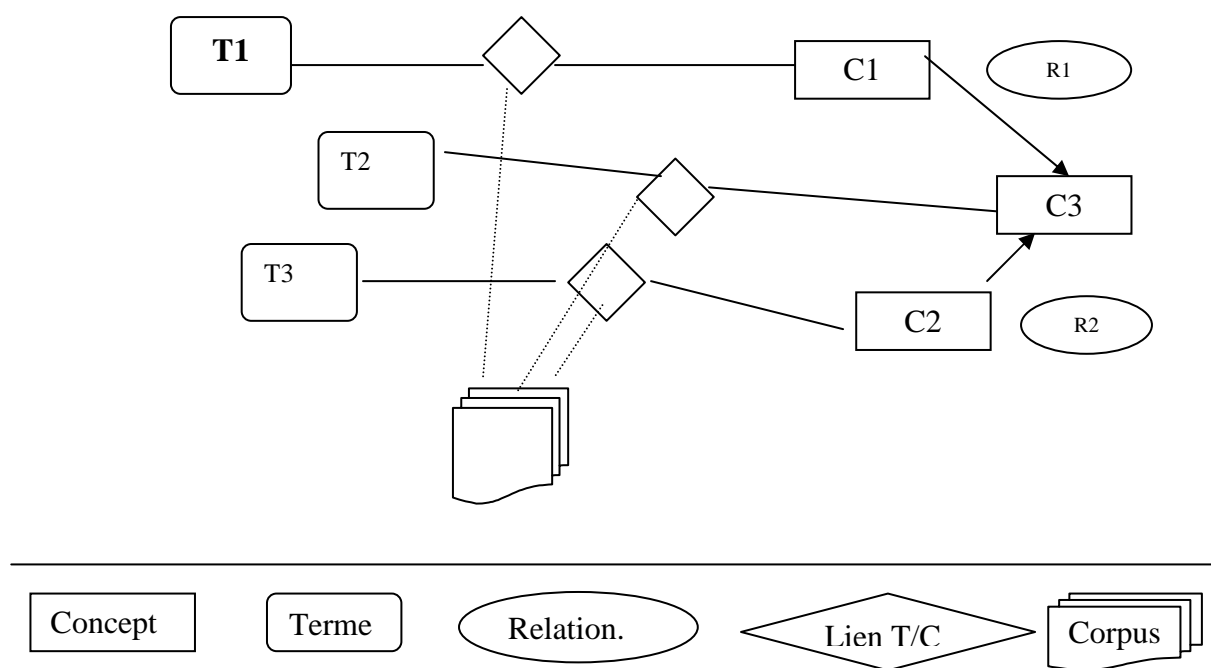 T1
C1
R1
T2
C3
T3
C2
R2
Concept
Terme
Relation.
Lien T/C
Corpus